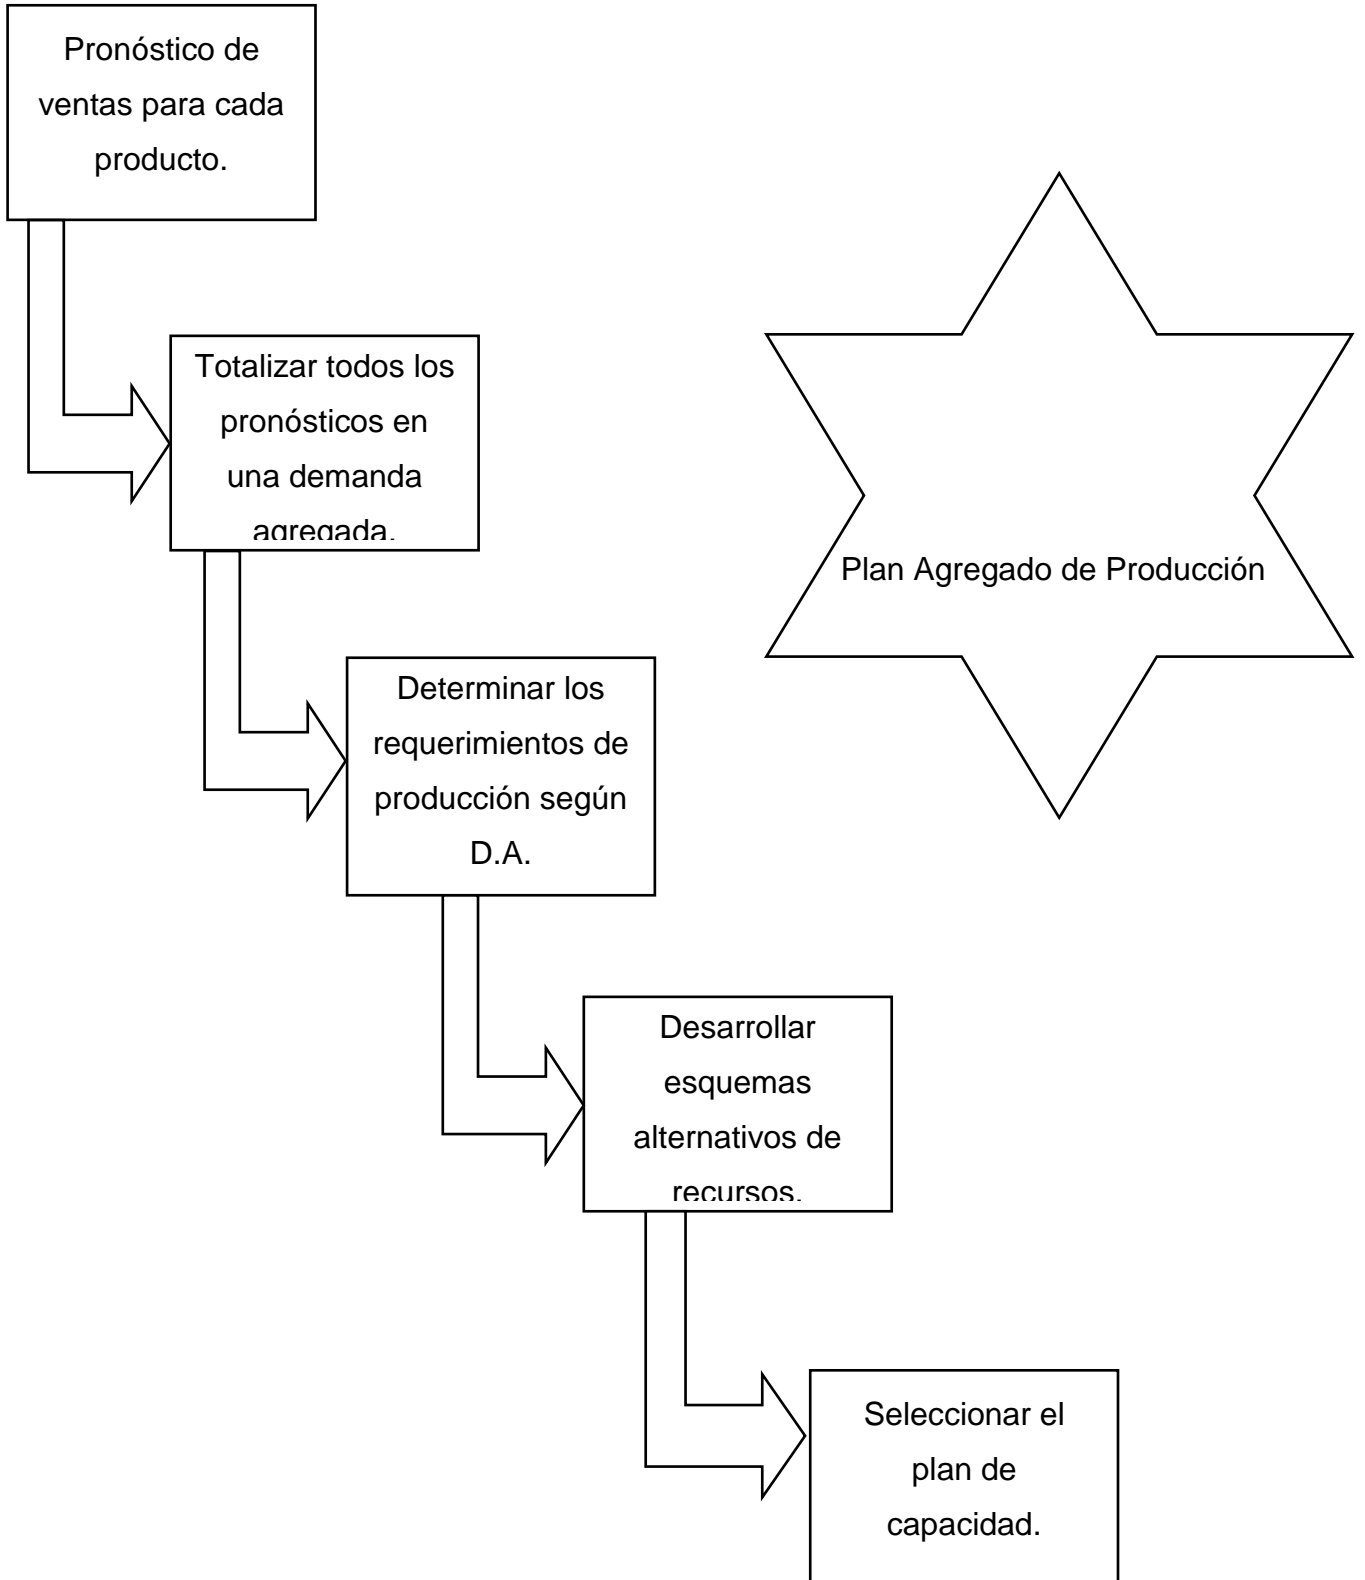 Pronóstico de
ventas para cada
producto.
Totalizar todos los
pronósticos en
una demanda
agregada.
Plan Agregado de Producción
Determinar los
requerimientos de
producción según
D.A.
Desarrollar
esquemas
alternativos de
recursos.
Seleccionar el
plan de
capacidad.